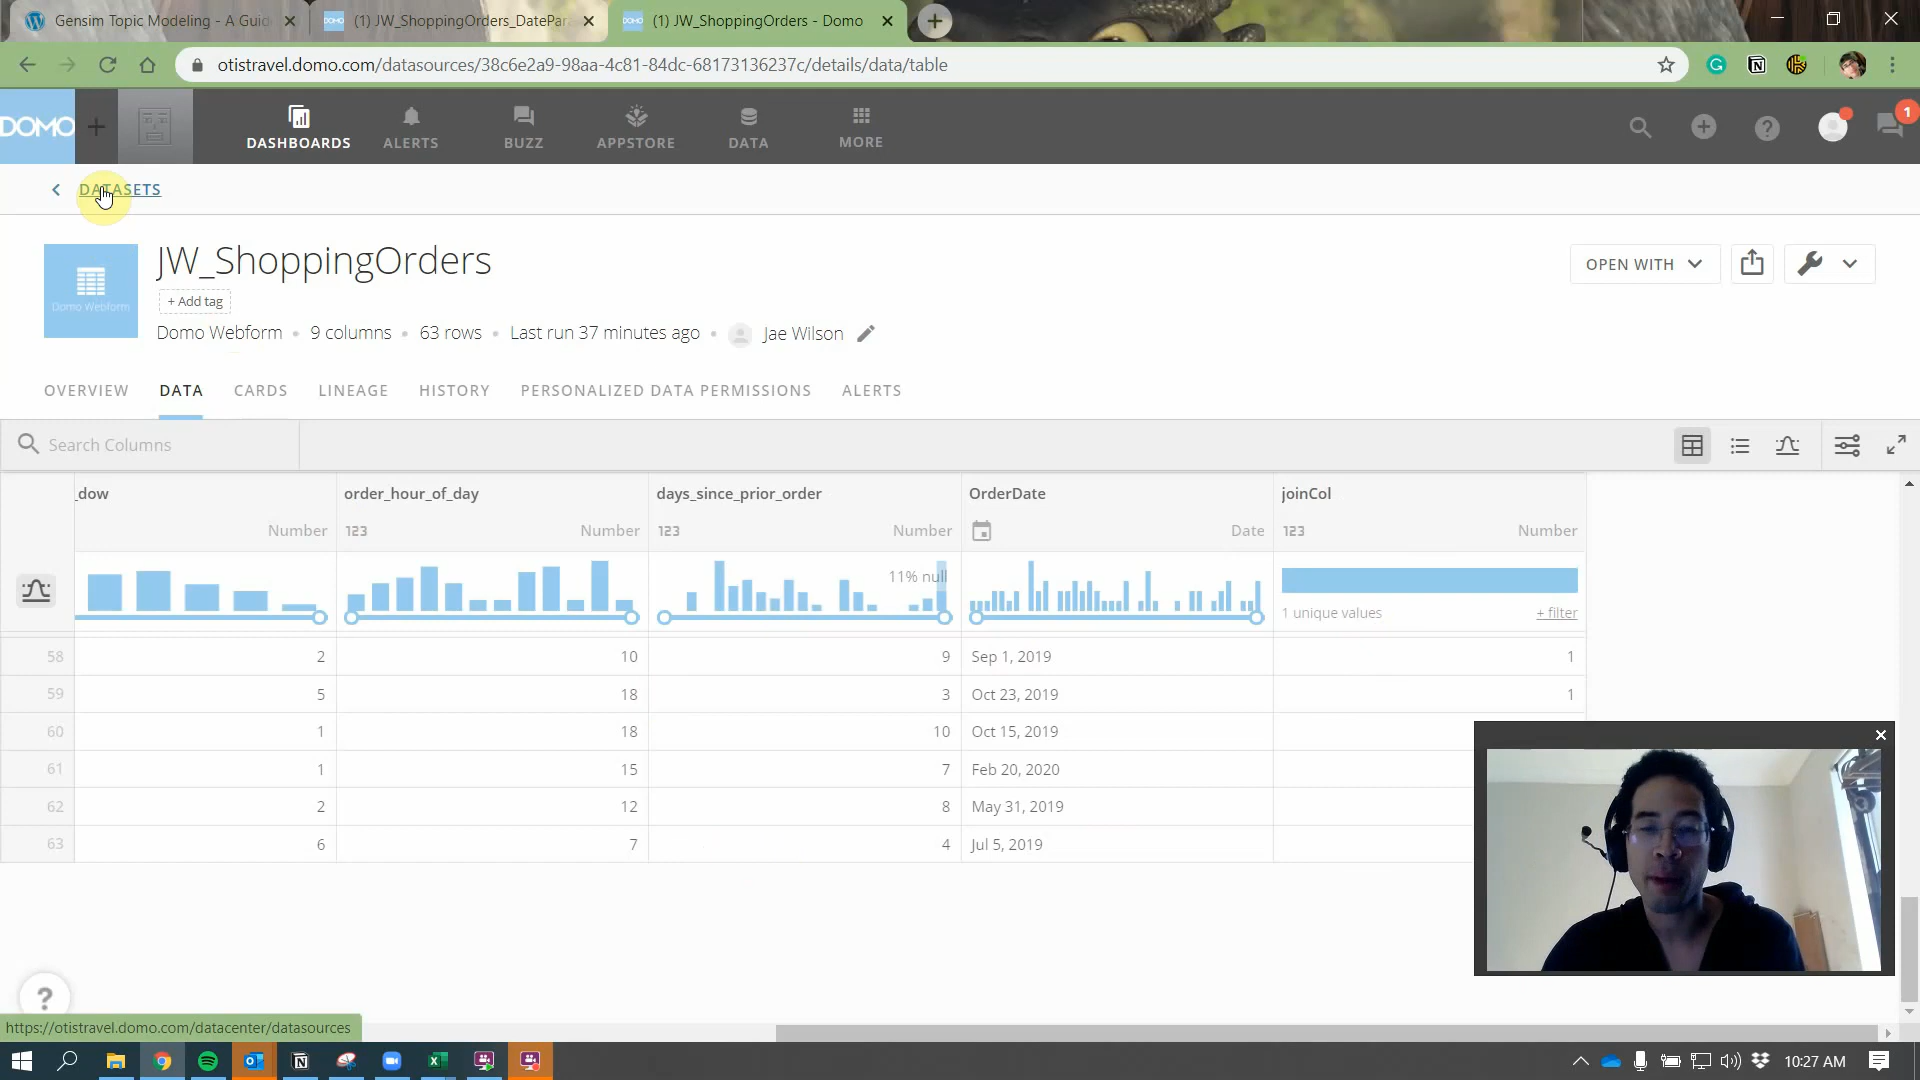 Gensim Topic Modeling - A Guid
(1) JW_ShoppingOrders_DatePar
(1) JW_ShoppingOrders - Domo
otistravel.domo.com/datasources/38c6e2a9-98aa-4c81-84dc-68173136237c/details/data/table
DOMO
DASHBOARDS
ALERTS
BUZZ
APPSTORE
DATA
MORE
1
DATASETS
Domo Webform
JW_ShoppingOrders
+ Add tag
Domo Webform • 9 columns • 63 rows • Last run 37 minutes ago • Jae Wilson
OPEN WITH
OVERVIEW DATA CARDS LINEAGE HISTORY PERSONALIZED DATA PERMISSIONS ALERTS
Search Columns
_dow order_hour_of_day days_since_prior_order OrderDate joinCol
Number 123 Number 123 Number Date 123 Number
11% null
1 unique values + filter
58 2 10 9 Sep 1, 2019 1
59 5 18 3 Oct 23, 2019 1
60 1 18 10 Oct 15, 2019
61 1 15 7 Feb 20, 2020
62 2 12 8 May 31, 2019
63 6 7 4 Jul 5, 2019
?
https://otistravel.domo.com/datacenter/datasources
10:27 AM